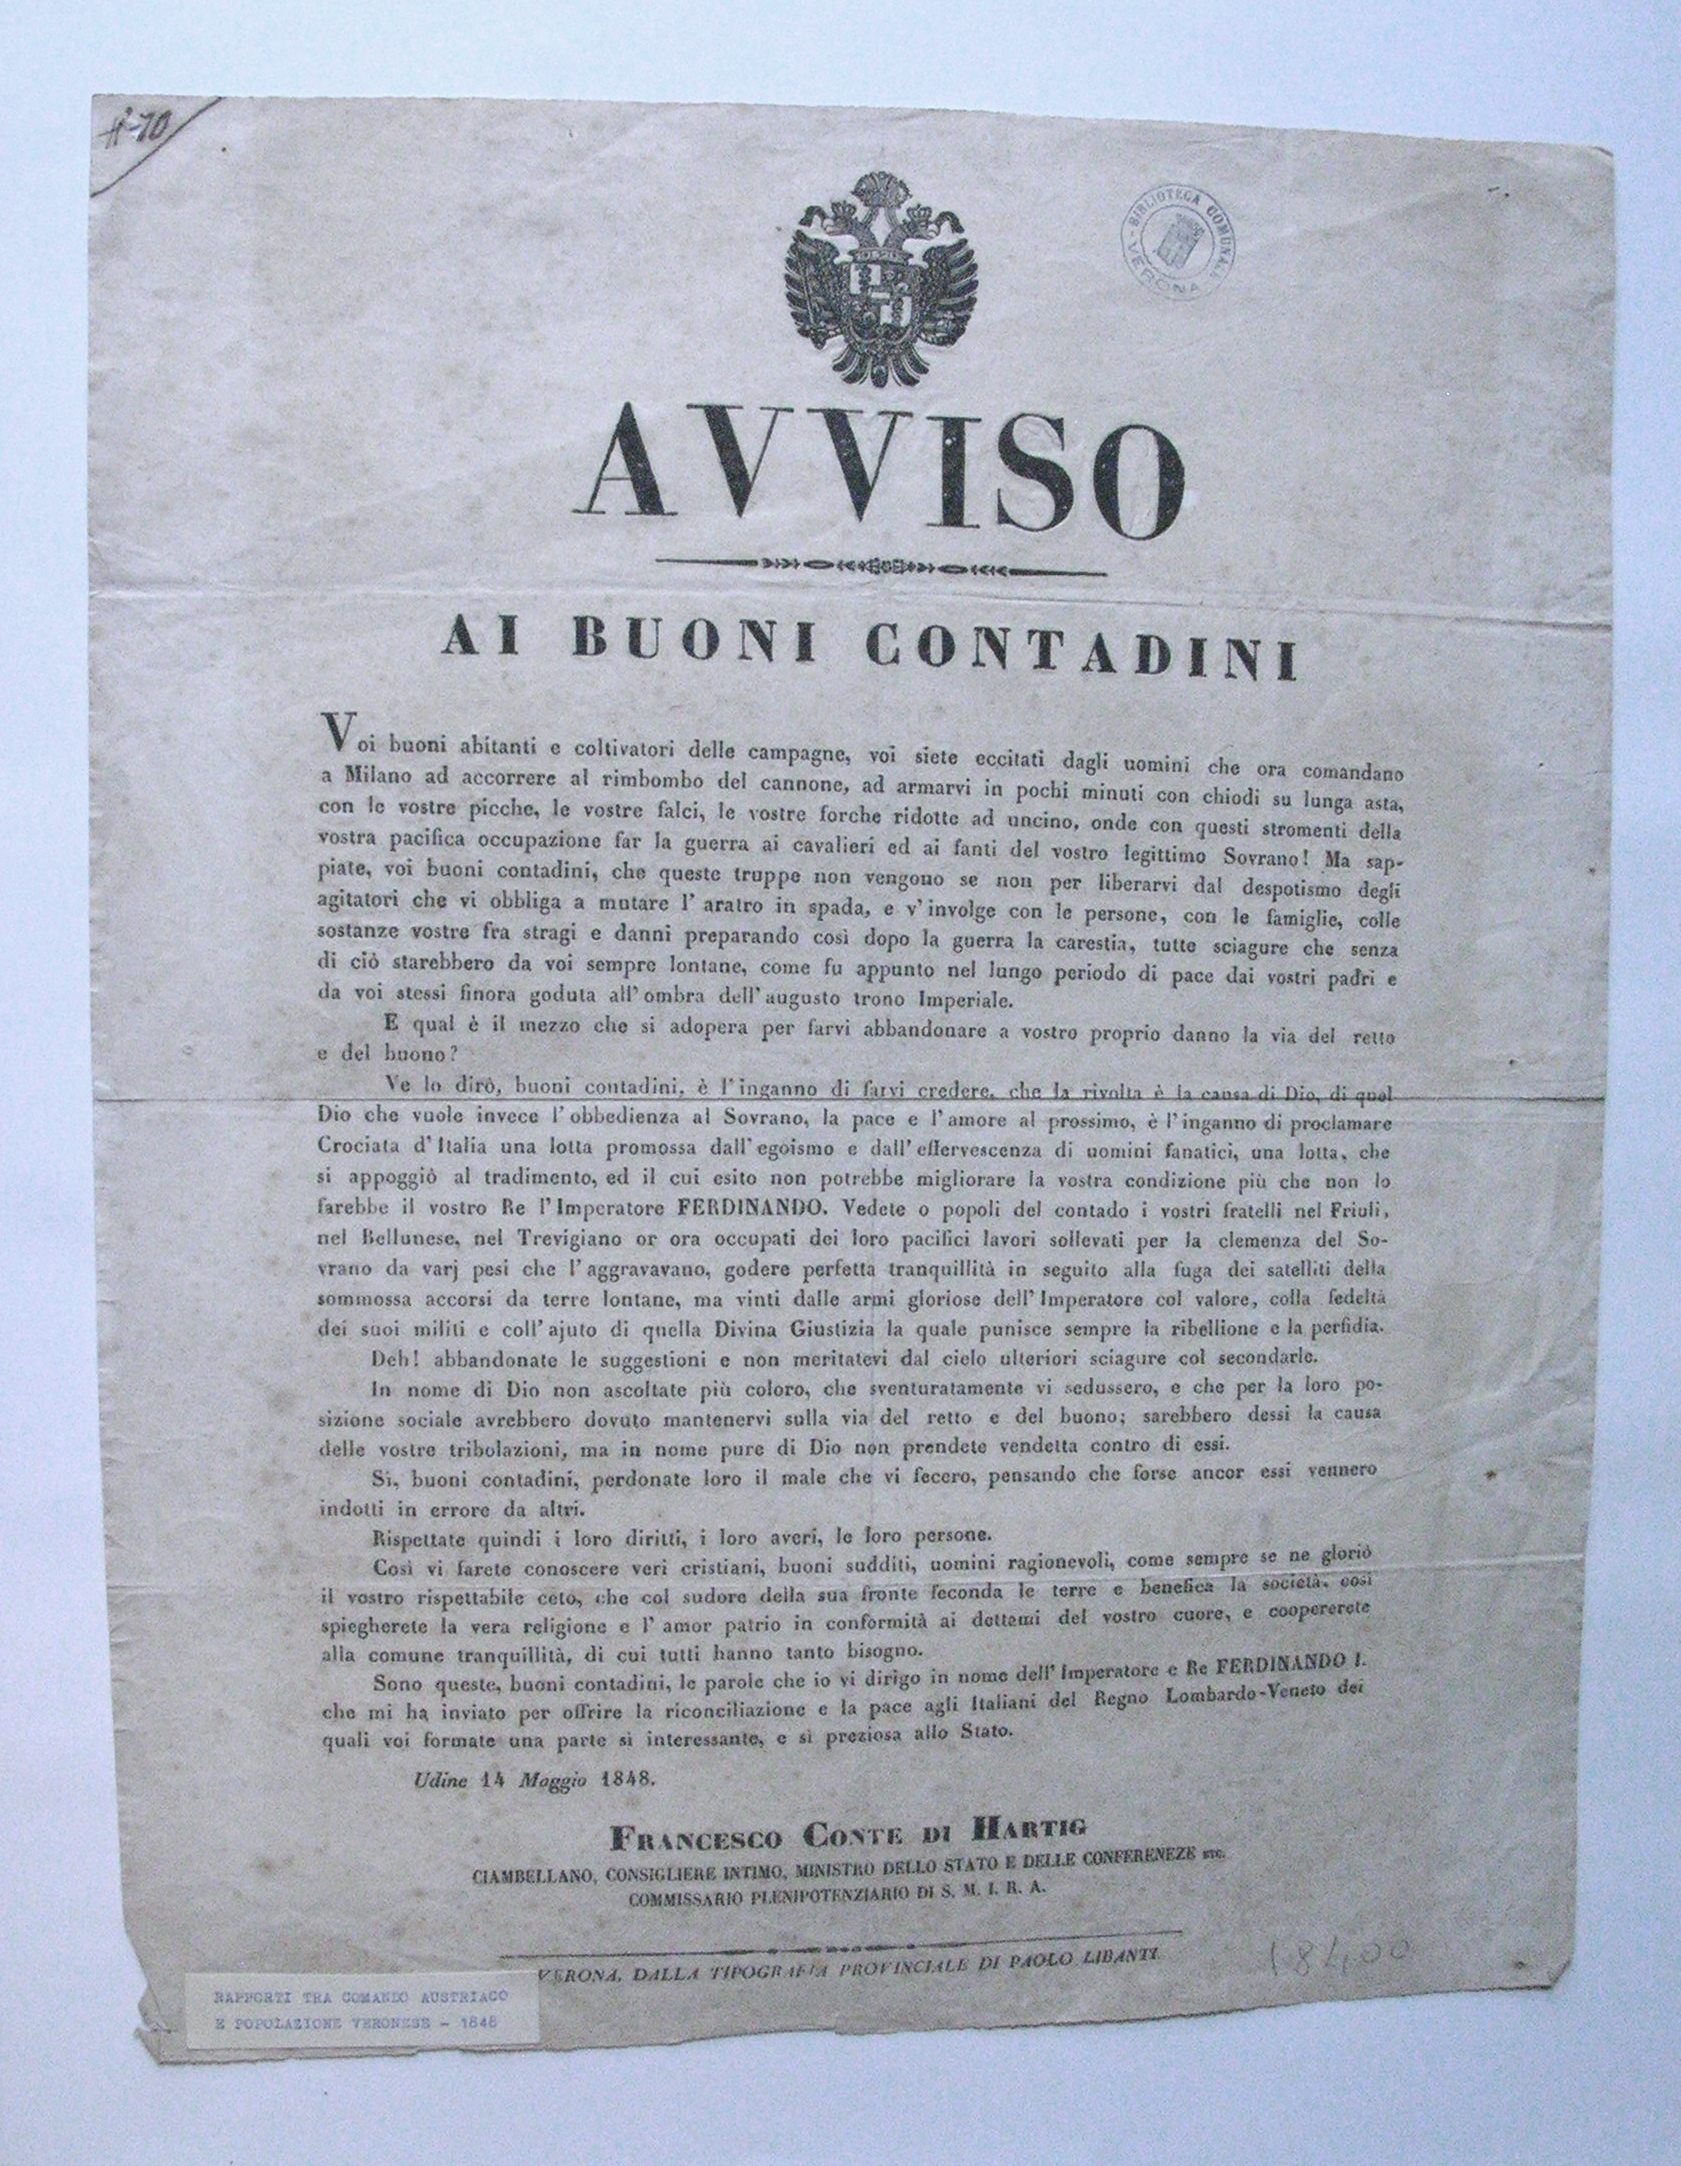 BIBLIOTECA COMUNALE
VERONA
AVVISO
AI BUONI CONTADINI
Voi buoni abitanti e coltivatori delle campagne, voi siete eccitati dagli uomini che ora comandano
a Milano ad accorrere al rimbombo del cannone, ad armarvi in pochi minuti con chiodi su lunga asta,
con le vostre picche, le vostre falci, le vostre forche ridotte ad uncino, onde con questi stromenti della
vostra pacifica occupazione far la guerra ai cavalieri ed ai fanti del vostro legittimo Sovrano! Ma sap-
piate, voi buoni contadini, che queste truppe non vengono se non per liberarvi dal despotismo degli
agitatori che vi obbliga a mutare l'aratro in spada, e v'involge con le persone, con le famiglie, colle
sostanze vostre fra stragi e danni preparando così dopo la guerra la carestia, tutte sciagure che senza
di ciò starebbero da voi sempre lontane, come fu appunto nel lungo periodo di pace dai vostri padri e
da voi stessi finora goduta all'ombra dell'augusto trono Imperiale.
E qual è il mezzo che si adopera per farvi abbandonare a vostro proprio danno la via del retto
e del buono?
Ve lo dirò, buoni contadini, è l'inganno di farvi credere, che la rivolta è la causa di Dio, di quel
Dio che vuole invece l'obbedienza al Sovrano, la pace e l'amore al prossimo, è l'inganno di proclamare
Crociata d'Italia una lotta promossa dall'egoismo e dall'effervescenza di uomini fanatici, una lotta, che
si appoggiò al tradimento, ed il cui esito non potrebbe migliorare la vostra condizione più che non lo
farebbe il vostro Re l'Imperatore FERDINANDO. Vedete o popoli del contado i vostri fratelli nel Friuli,
nel Bellunese, nel Trevigiano or ora occupati dei loro pacifici lavori sollevati per la clemenza del So-
vrano da varj pesi che l'aggravavano, godere perfetta tranquillità in seguito alla fuga dei satelliti della
sommossa accorsi da terre lontane, ma vinti dalle armi gloriose dell'Imperatore col valore, colla fedeltà
dei suoi militi e coll'ajuto di quella Divina Giustizia la quale punisce sempre la ribellione e la perfidia.
Deh! abbandonate le suggestioni e non meritatevi dal cielo ulteriori sciagure col secondarle.
In nome di Dio non ascoltate più coloro, che sventuratamente vi sedussero, e che per la loro po-
sizione sociale avrebbero dovuto mantenervi sulla via del retto e del buono; sarebbero dessi la causa
delle vostre tribolazioni, ma in nome pure di Dio non prendete vendetta contro di essi.
Sì, buoni contadini, perdonate loro il male che vi fecero, pensando che forse ancor essi vennero
indotti in errore da altri.
Rispettate quindi i loro diritti, i loro averi, le loro persone.
Così vi farete conoscere veri cristiani, buoni sudditi, uomini ragionevoli, come sempre se ne gloriò
il vostro rispettabile ceto, che col sudore della sua fronte feconda le terre e benefica la società, così
spiegherete la vera religione e l'amor patrio in conformità ai dettami del vostro cuore, e coopererete
alla comune tranquillità, di cui tutti hanno tanto bisogno.
Sono queste, buoni contadini, le parole che io vi dirigo in nome dell'Imperatore e Re FERDINANDO I.
che mi ha inviato per offrire la riconciliazione e la pace agli Italiani del Regno Lombardo-Veneto dei
quali voi formate una parte sì interessante, e sì preziosa allo Stato.
Udine 14 Maggio 1848.
FRANCESCO CONTE DI HARTIG
CIAMBELLANO, CONSIGLIERE INTIMO, MINISTRO DELLO STATO E DELLE CONFERENEZE etc.
COMMISSARIO PLENIPOTENZIARIO DI S. M. I. R. A.
VERONA, DALLA TIPOGRAFIA PROVINCIALE DI PAOLO LIBANTI
RAPPORTI TRA COMANDO AUSTRIACO
E POPOLAZIONE VERONESE - 1848